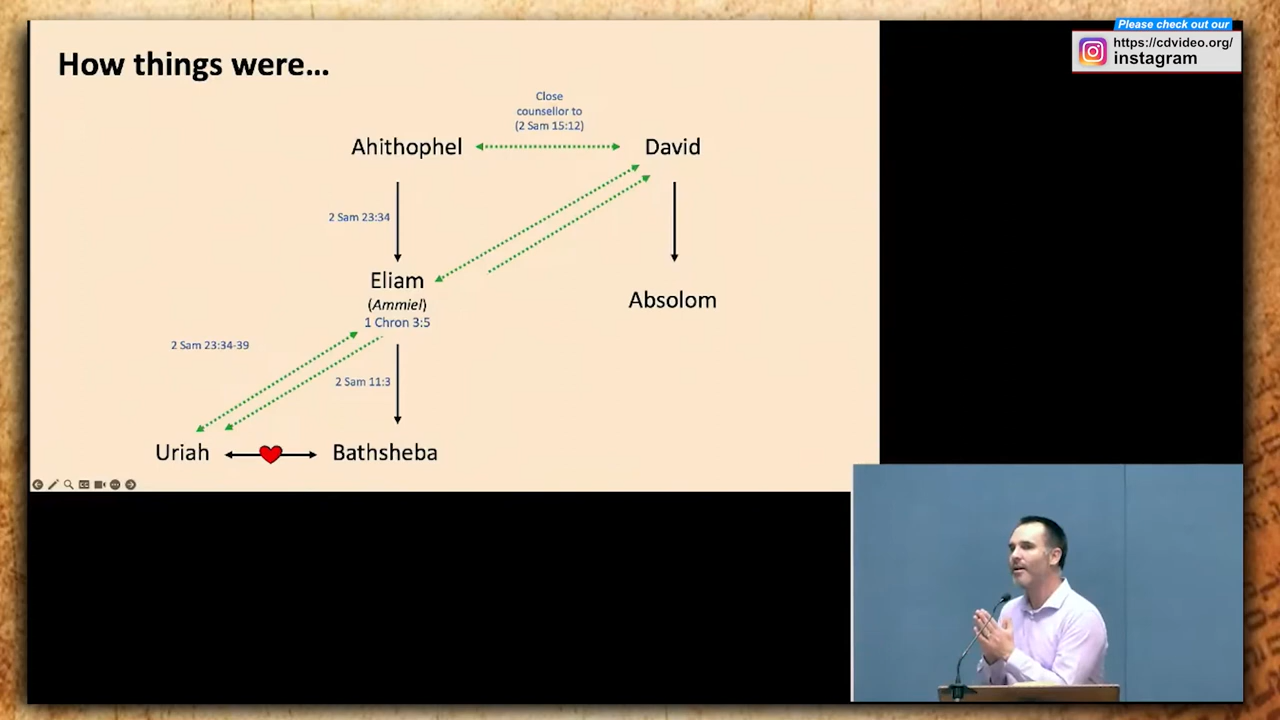 Please check out our
https://cdvideo.org/
instagram
How things were...
Close
counsellor to
(2 Sam 15:12)
Ahithophel
David
2 Sam 23:34
Eliam
(Ammiel)
1 Chron 3:5
Absolom
2 Sam 23:34-39
2 Sam 11:3
Uriah
Bathsheba